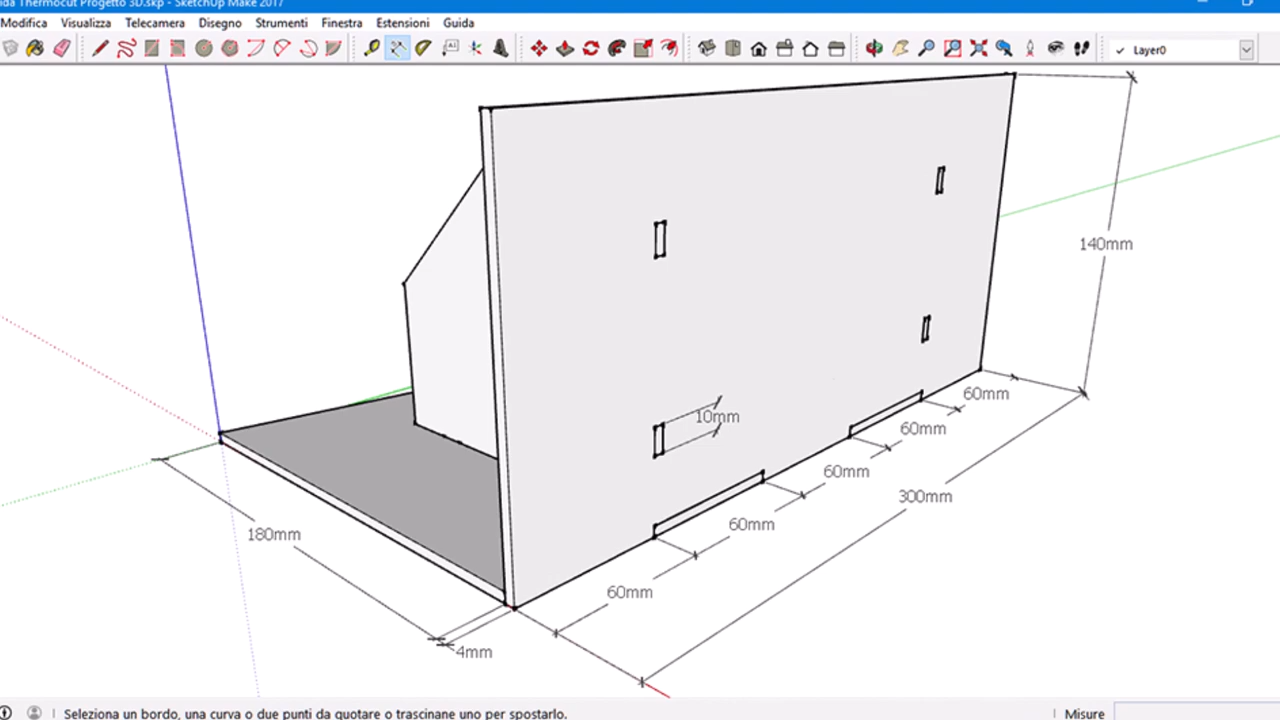 ida Thermocut Progetto 3D.skp - SketchUp Make 2017
Modifica Visualizza Telecamera Disegno Strumenti Finestra Estensioni Guida
✓ Layer0
140mm
10mm
60mm
60mm
60mm
300mm
60mm
180mm
60mm
4mm
Seleziona un bordo, una curva o due punti da quotare o trascinane uno per spostarlo. Misure